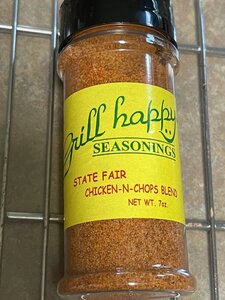 Grill happy
SEASONINGS
STATE FAIR
CHICKEN-N-CHOPS BLEND
NET WT. 7oz.